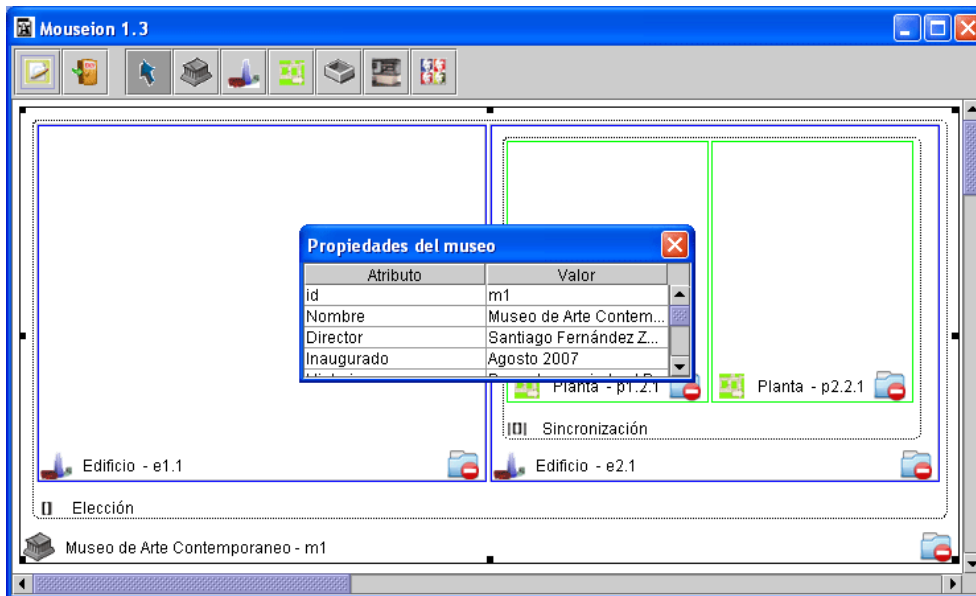 Mouseion 1.3
Propiedades del museo
Atributo Valor
id m1
Nombre Museo de Arte Contem...
Director Santiago Fernández Z...
Inaugurado Agosto 2007
Planta - p1.2.1
Planta - p2.2.1
|[]| Sincronización
Edificio - e1.1
Edificio - e2.1
[] Elección
Museo de Arte Contemporaneo - m1